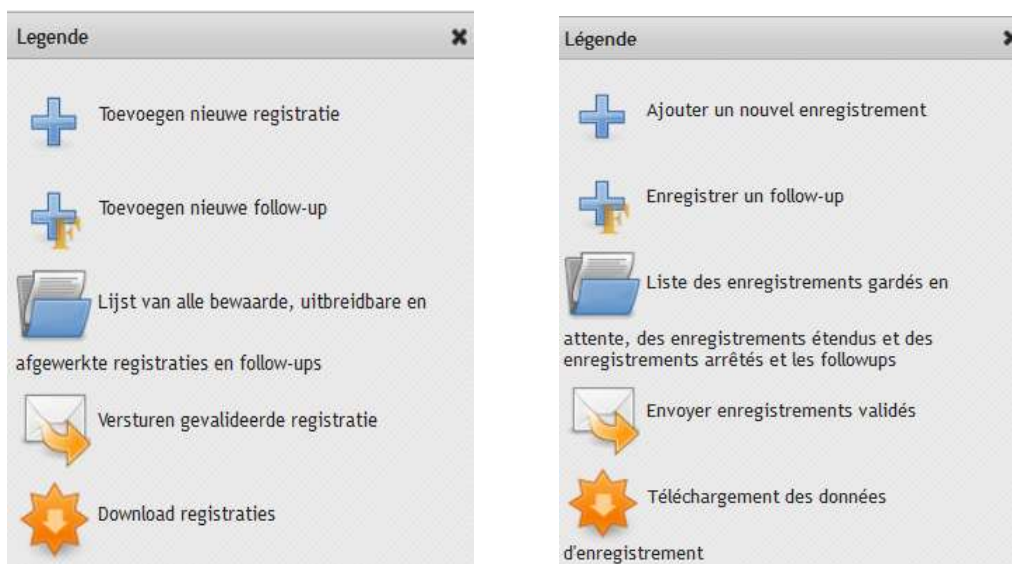 Legende
Toevoegen nieuwe registratie
Toevoegen nieuwe follow-up
Lijst van alle bewaarde, uitbreidbare en
afgewerkte registraties en follow-ups
Versturen gevalideerde registratie
Download registraties
Légende
Ajouter un nouvel enregistrement
Enregistrer un follow-up
Liste des enregistrements gardés en
attente, des enregistrements étendus et des
enregistrements arrêtés et les followups
Envoyer enregistrements validés
Téléchargement des données
d'enregistrement